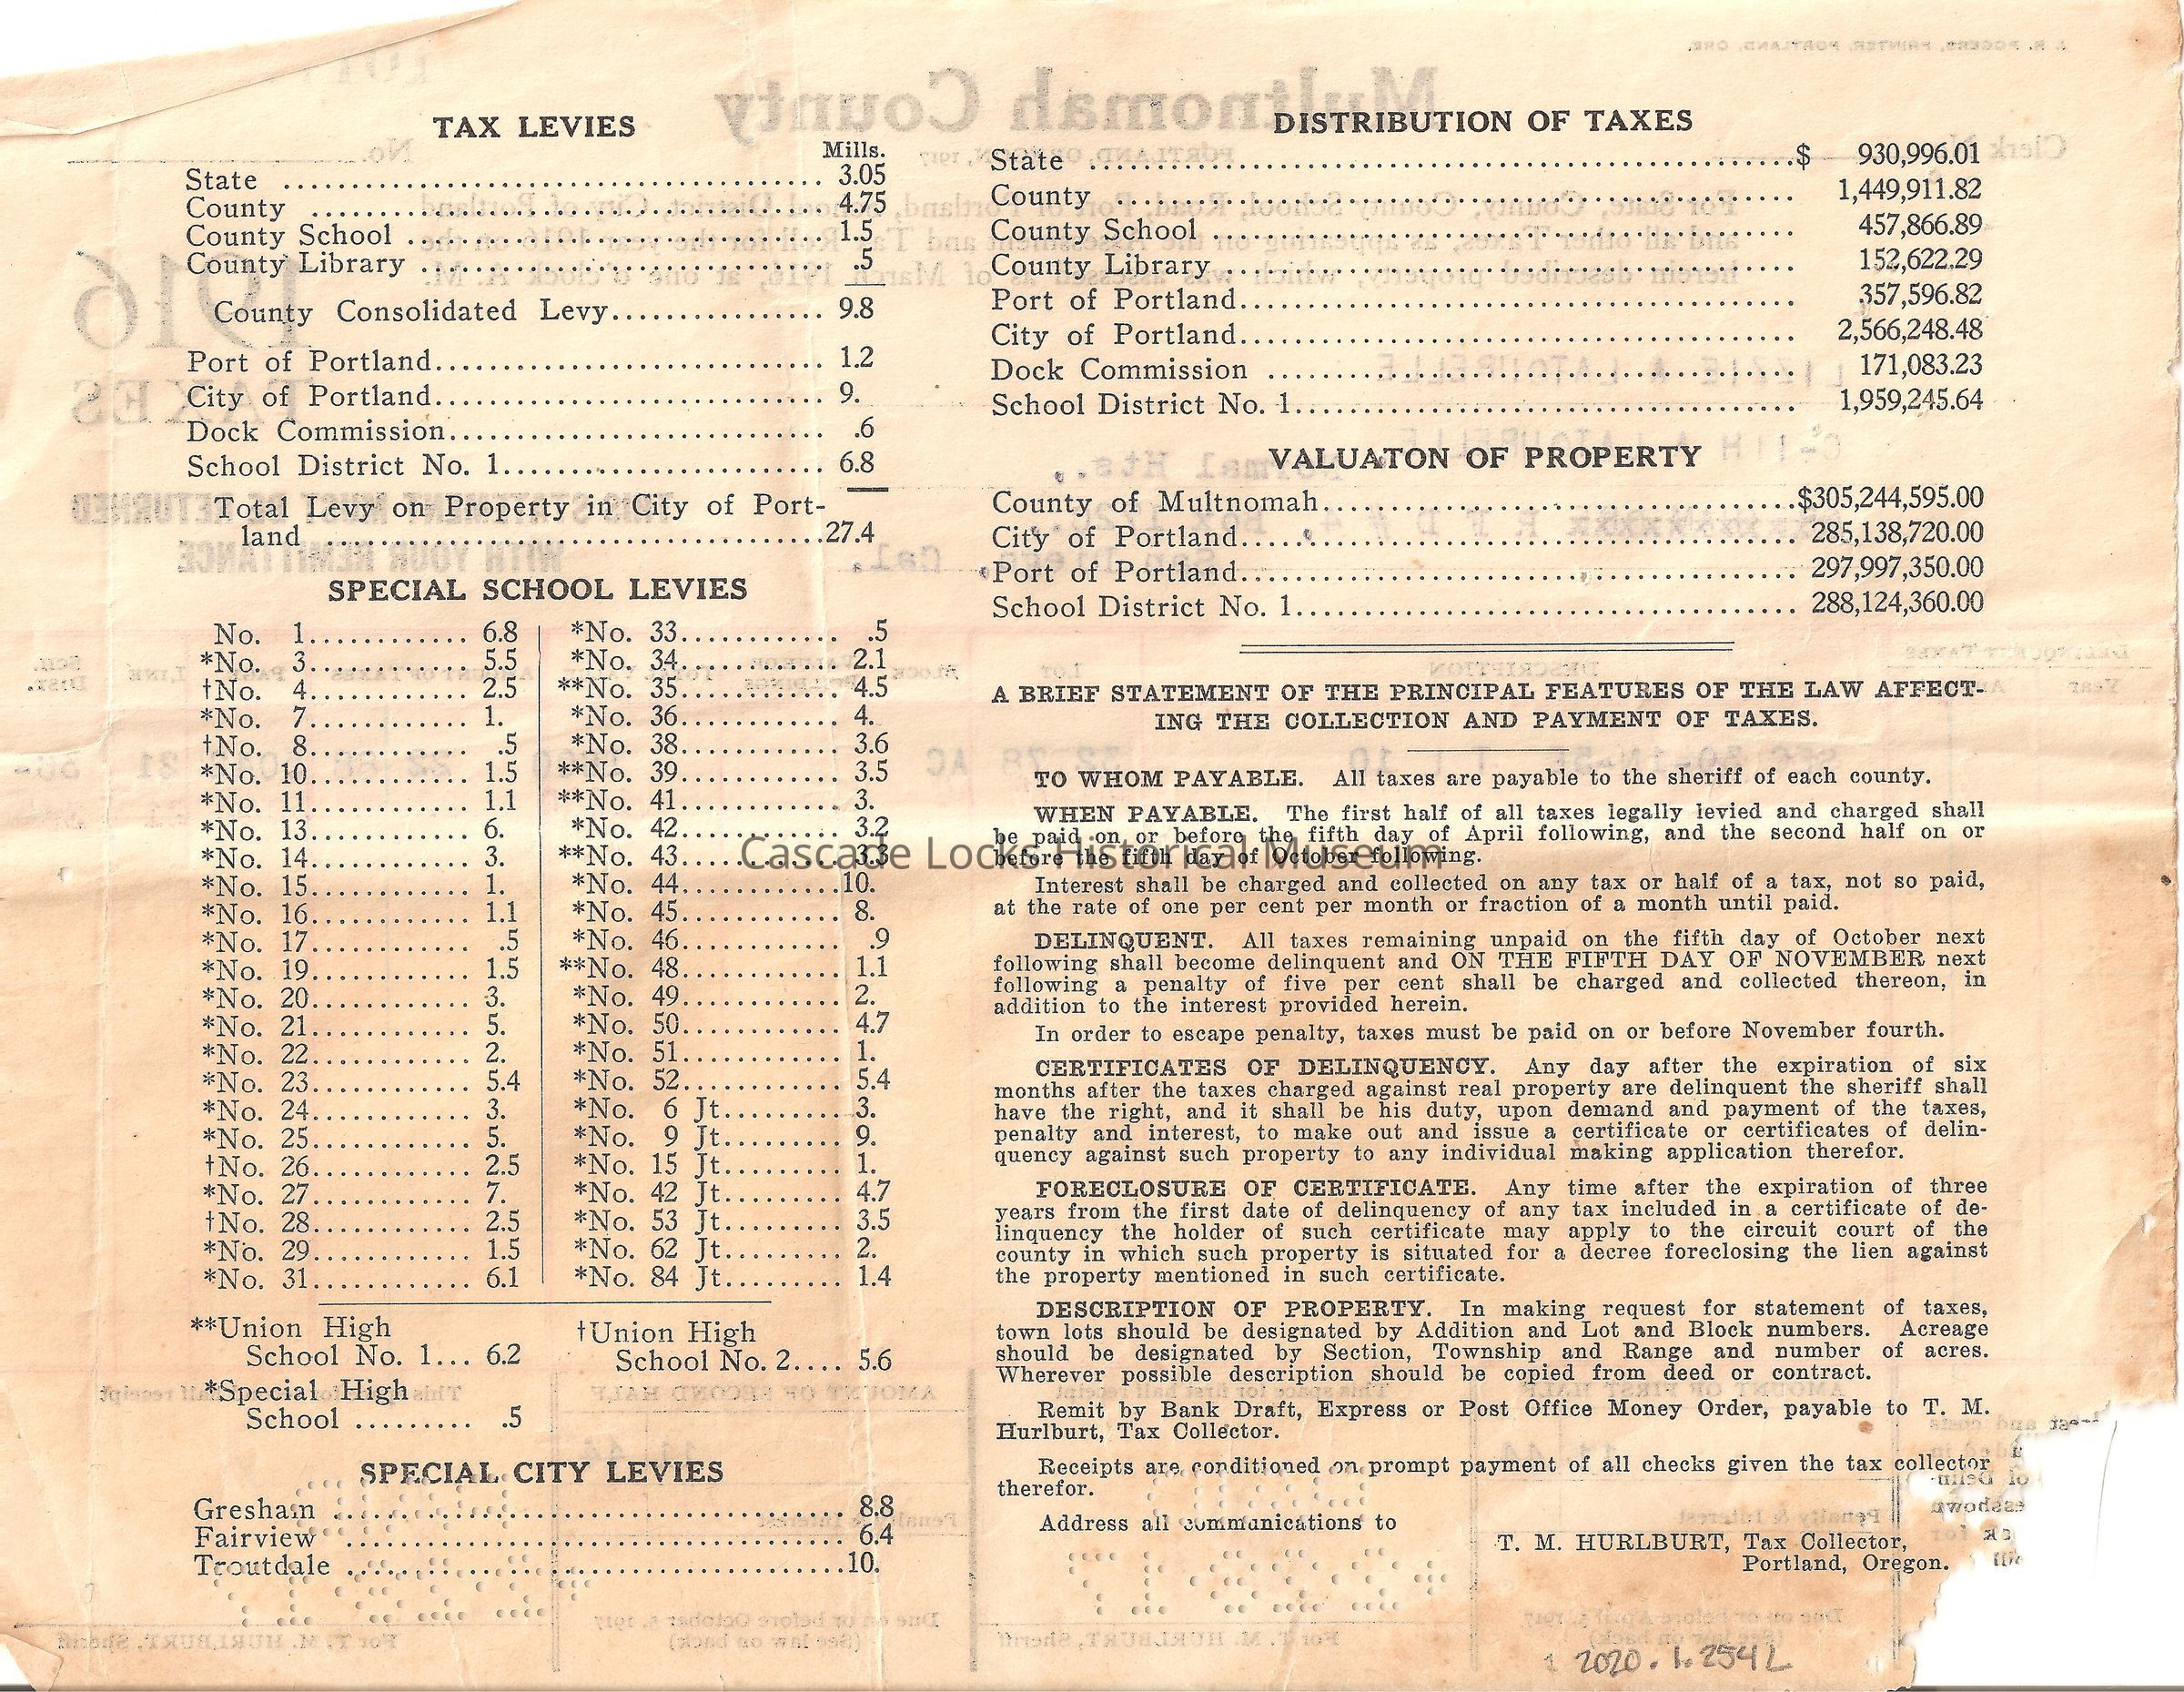 TAX LEVIES
Mills.
State ........................................ 3.05
County ...................................... 4.75
County School ............................... 1.5
County Library .............................. .5
County Consolidated Levy................ 9.8
Port of Portland............................. 1.2
City of Portland............................. 9.
Dock Commission............................ .6
School District No. 1........................ 6.8
Total Levy on Property in City of Port-
land .....................................27.4
SPECIAL SCHOOL LEVIES
No. 1............ 6.8
*No. 3............ 5.5
†No. 4............ 2.5
*No. 7............ 1.
†No. 8............ .5
*No. 10............ 1.5
*No. 11............ 1.1
*No. 13............ 6.
*No. 14............ 3.
*No. 15............ 1.
*No. 16............ 1.1
*No. 17............ .5
*No. 19............ 1.5
*No. 20............ 3.
*No. 21............ 5.
*No. 22............ 2.
*No. 23............ 5.4
*No. 24............ 3.
*No. 25............ 5.
†No. 26............ 2.5
*No. 27............ 7.
†No. 28............ 2.5
*No. 29............ 1.5
*No. 31............ 6.1
*No. 33............ .5
*No. 34............ 2.1
**No. 35............ 4.5
*No. 36............ 4.
*No. 38............ 3.6
**No. 39............ 3.5
**No. 41............ 3.
*No. 42............ 3.2
**No. 43............ 3.3
*No. 44............10.
*No. 45............ 8.
*No. 46............ .9
**No. 48............ 1.1
*No. 49............ 2.
*No. 50............ 4.7
*No. 51............ 1.
*No. 52............ 5.4
*No. 6 Jt......... 3.
*No. 9 Jt......... 9.
*No. 15 Jt......... 1.
*No. 42 Jt......... 4.7
*No. 53 Jt......... 3.5
*No. 62 Jt......... 2.
*No. 84 Jt......... 1.4
**Union High
School No. 1... 6.2
*Special High
School ......... .5
†Union High
School No. 2.... 5.6
SPECIAL CITY LEVIES
Gresham ....................................... 8.8
Fairview ...................................... 6.4
Troutdale .....................................10.
DISTRIBUTION OF TAXES
State ....................................................$ 930,996.01
County .................................................. 1,449,911.82
County School ........................................... 457,866.89
County Library .......................................... 152,622.29
Port of Portland......................................... 357,596.82
City of Portland......................................... 2,566,248.48
Dock Commission ........................................ 171,083.23
School District No. 1.................................... 1,959,245.64
VALUATON OF PROPERTY
County of Multnomah...................................$305,244,595.00
City of Portland......................................... 285,138,720.00
Port of Portland......................................... 297,997,350.00
School District No. 1.................................... 288,124,360.00
A BRIEF STATEMENT OF THE PRINCIPAL FEATURES OF THE LAW AFFECT-
ING THE COLLECTION AND PAYMENT OF TAXES.
TO WHOM PAYABLE. All taxes are payable to the sheriff of each county.
WHEN PAYABLE. The first half of all taxes legally levied and charged shall
be paid on or before the fifth day of April following, and the second half on or
before the fifth day of October following.
Interest shall be charged and collected on any tax or half of a tax, not so paid,
at the rate of one per cent per month or fraction of a month until paid.
DELINQUENT. All taxes remaining unpaid on the fifth day of October next
following shall become delinquent and ON THE FIFTH DAY OF NOVEMBER next
following a penalty of five per cent shall be charged and collected thereon, in
addition to the interest provided herein.
In order to escape penalty, taxes must be paid on or before November fourth.
CERTIFICATES OF DELINQUENCY. Any day after the expiration of six
months after the taxes charged against real property are delinquent the sheriff shall
have the right, and it shall be his duty, upon demand and payment of the taxes,
penalty and interest, to make out and issue a certificate or certificates of delin-
quency against such property to any individual making application therefor.
FORECLOSURE OF CERTIFICATE. Any time after the expiration of three
years from the first date of delinquency of any tax included in a certificate of de-
linquency the holder of such certificate may apply to the circuit court of the
county in which such property is situated for a decree foreclosing the lien against
the property mentioned in such certificate.
DESCRIPTION OF PROPERTY. In making request for statement of taxes,
town lots should be designated by Addition and Lot and Block numbers. Acreage
should be designated by Section, Township and Range and number of acres.
Wherever possible description should be copied from deed or contract.
Remit by Bank Draft, Express or Post Office Money Order, payable to T. M.
Hurlburt, Tax Collector.
Receipts are conditioned on prompt payment of all checks given the tax collector
therefor.
Address all communications to
T. M. HURLBURT, Tax Collector,
Portland, Oregon.
2020.1.254L
Cascade Locks Historical Museum